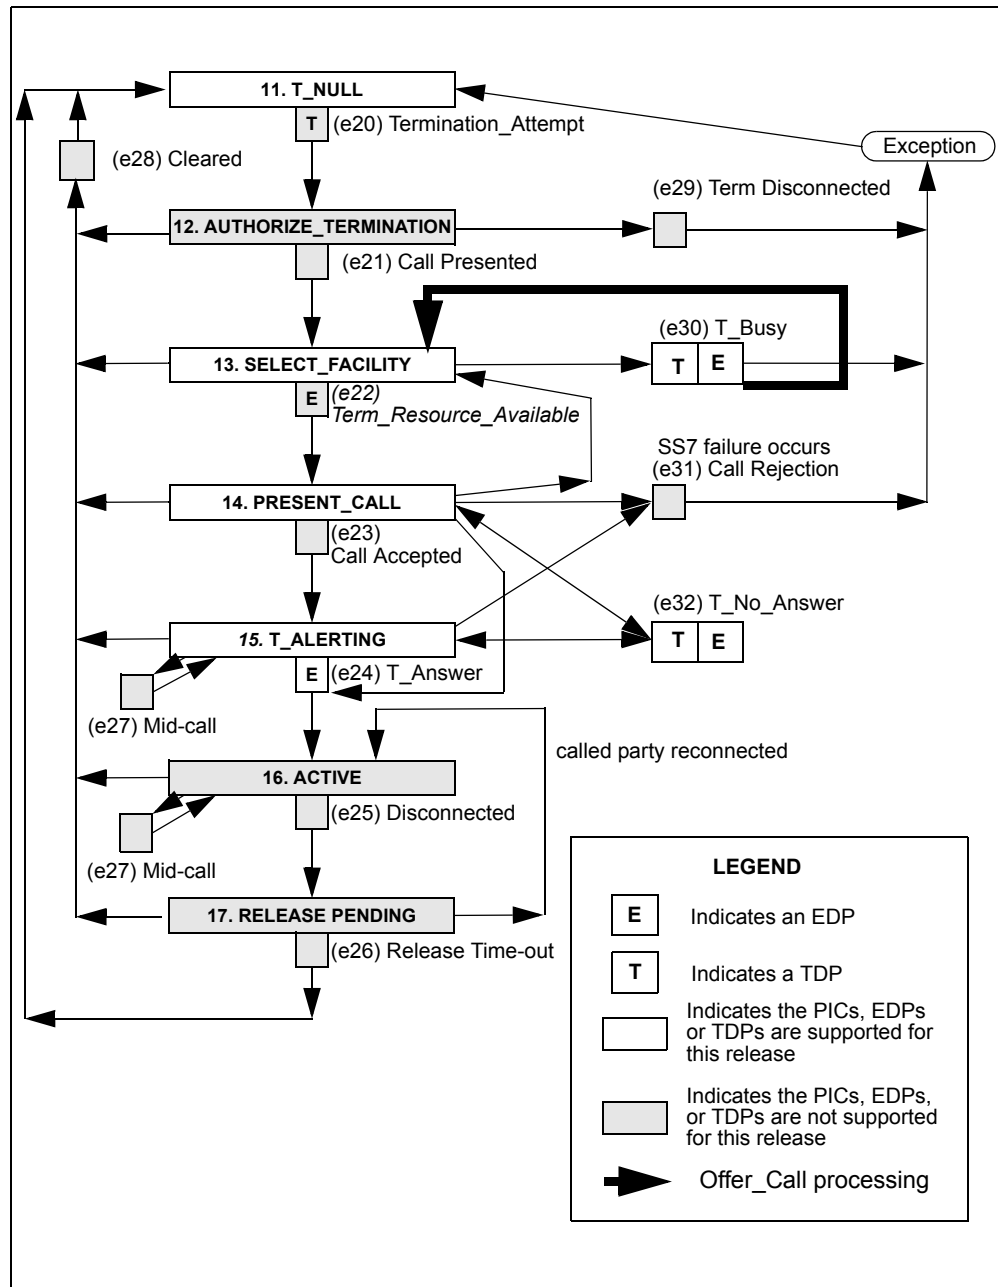 11. T_NULL
T
(e20) Termination_Attempt
Exception
(e28) Cleared
(e29) Term Disconnected
12. AUTHORIZE_TERMINATION
(e21) Call Presented
(e30) T_Busy
T
E
13. SELECT_FACILITY
E
(e22)
Term_Resource_Available
SS7 failure occurs
(e31) Call Rejection
14. PRESENT_CALL
(e23)
Call Accepted
(e32) T_No_Answer
T
E
15. T_ALERTING
E
(e24) T_Answer
(e27) Mid-call
called party reconnected
16. ACTIVE
(e25) Disconnected
(e27) Mid-call
17. RELEASE PENDING
(e26) Release Time-out
LEGEND
E
Indicates an EDP
T
Indicates a TDP
Indicates the PICs, EDPs
or TDPs are supported for
this release
Indicates the PICs, EDPs,
or TDPs are not supported
for this release
Offer_Call processing